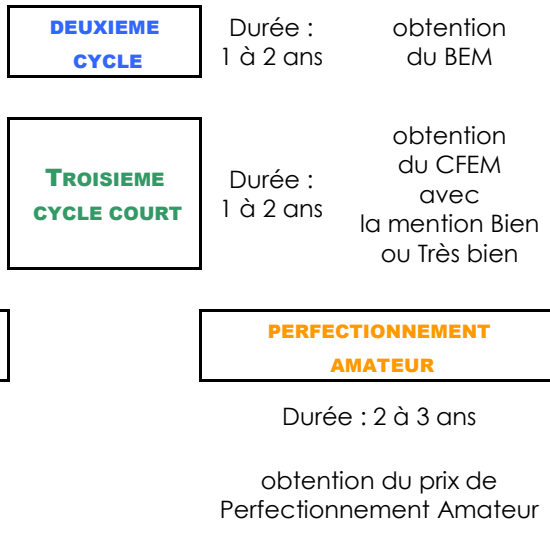 DEUXIEME
CYCLE
Durée :
1 à 2 ans
obtention
du BEM
TROISIEME
CYCLE COURT
Durée :
1 à 2 ans
obtention
du CFEM
avec
la mention Bien
ou Très bien
PERFECTIONNEMENT
AMATEUR
Durée : 2 à 3 ans
obtention du prix de
Perfectionnement Amateur